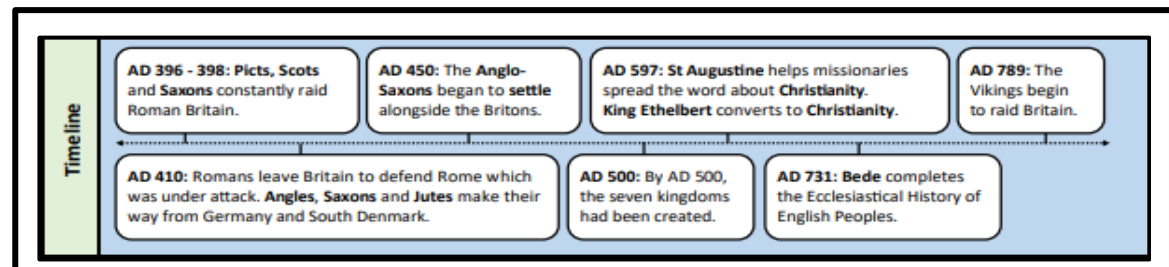 Timeline
AD 396 - 398: Picts, Scots
and Saxons constantly raid
Roman Britain.
AD 450: The Anglo-
Saxons began to settle
alongside the Britons.
AD 597: St Augustine helps missionaries
spread the word about Christianity.
King Ethelbert converts to Christianity.
AD 789: The
Vikings begin
to raid Britain.
AD 410: Romans leave Britain to defend Rome which
was under attack. Angles, Saxons and Jutes make their
way from Germany and South Denmark.
AD 500: By AD 500,
the seven kingdoms
had been created.
AD 731: Bede completes
the Ecclesiastical History of
English Peoples.